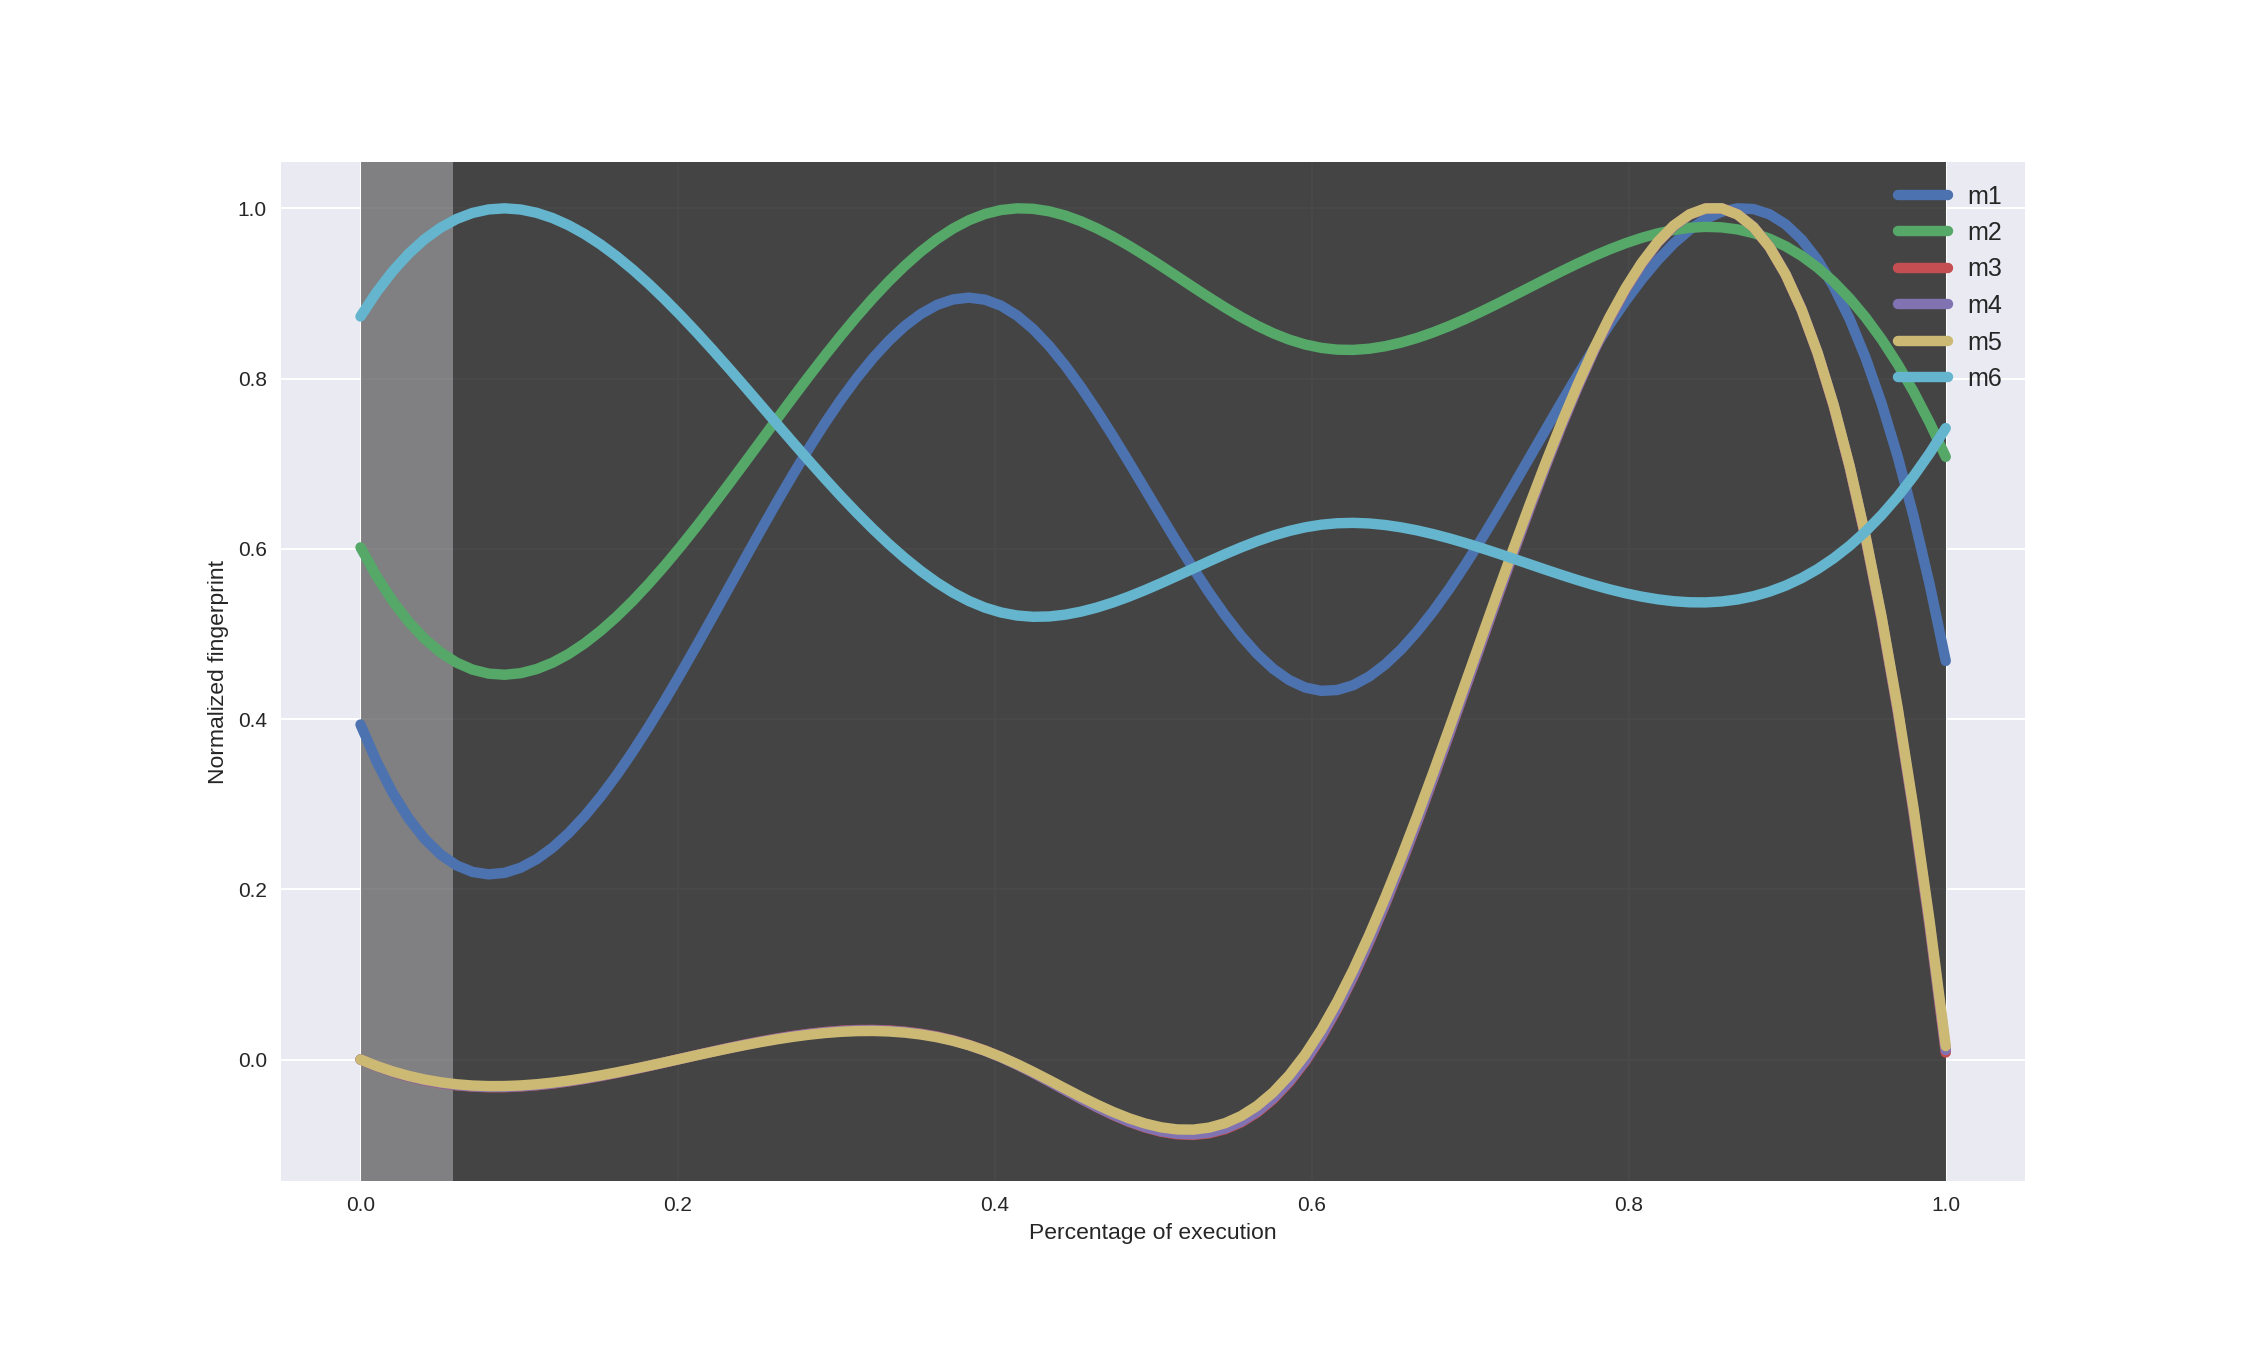 1.0
0.8
0.6
0.4
0.2
0.0
Normalized fingerprint
m1
m2
m3
m4
m5
m6
0.0 0.2 0.4 0.6 0.8 1.0
Percentage of execution